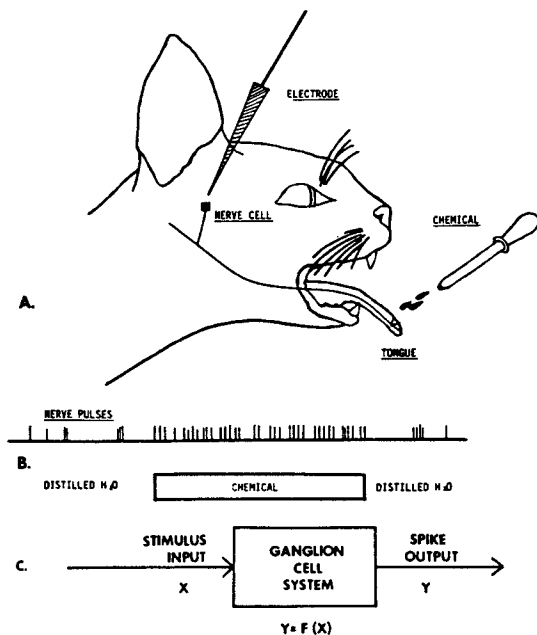 ELECTRODE
NERVE CELL
CHEMICAL
A.
TONGUE
NERVE PULSES
B.
DISTILLED H₂O CHEMICAL DISTILLED H₂O
STIMULUS INPUT
GANGLION CELL SYSTEM
SPIKE OUTPUT
C.
X
Y
Y= F (X)